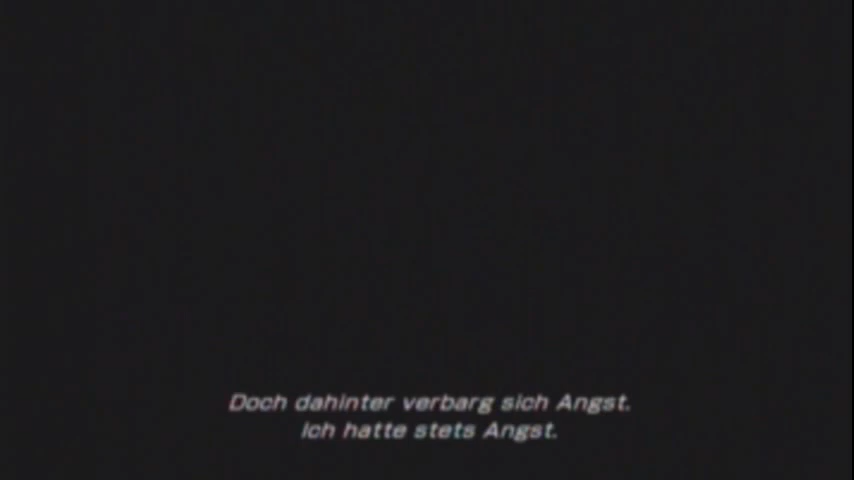 Doch dahinter verbarg sich Angst.
Ich hatte stets Angst.